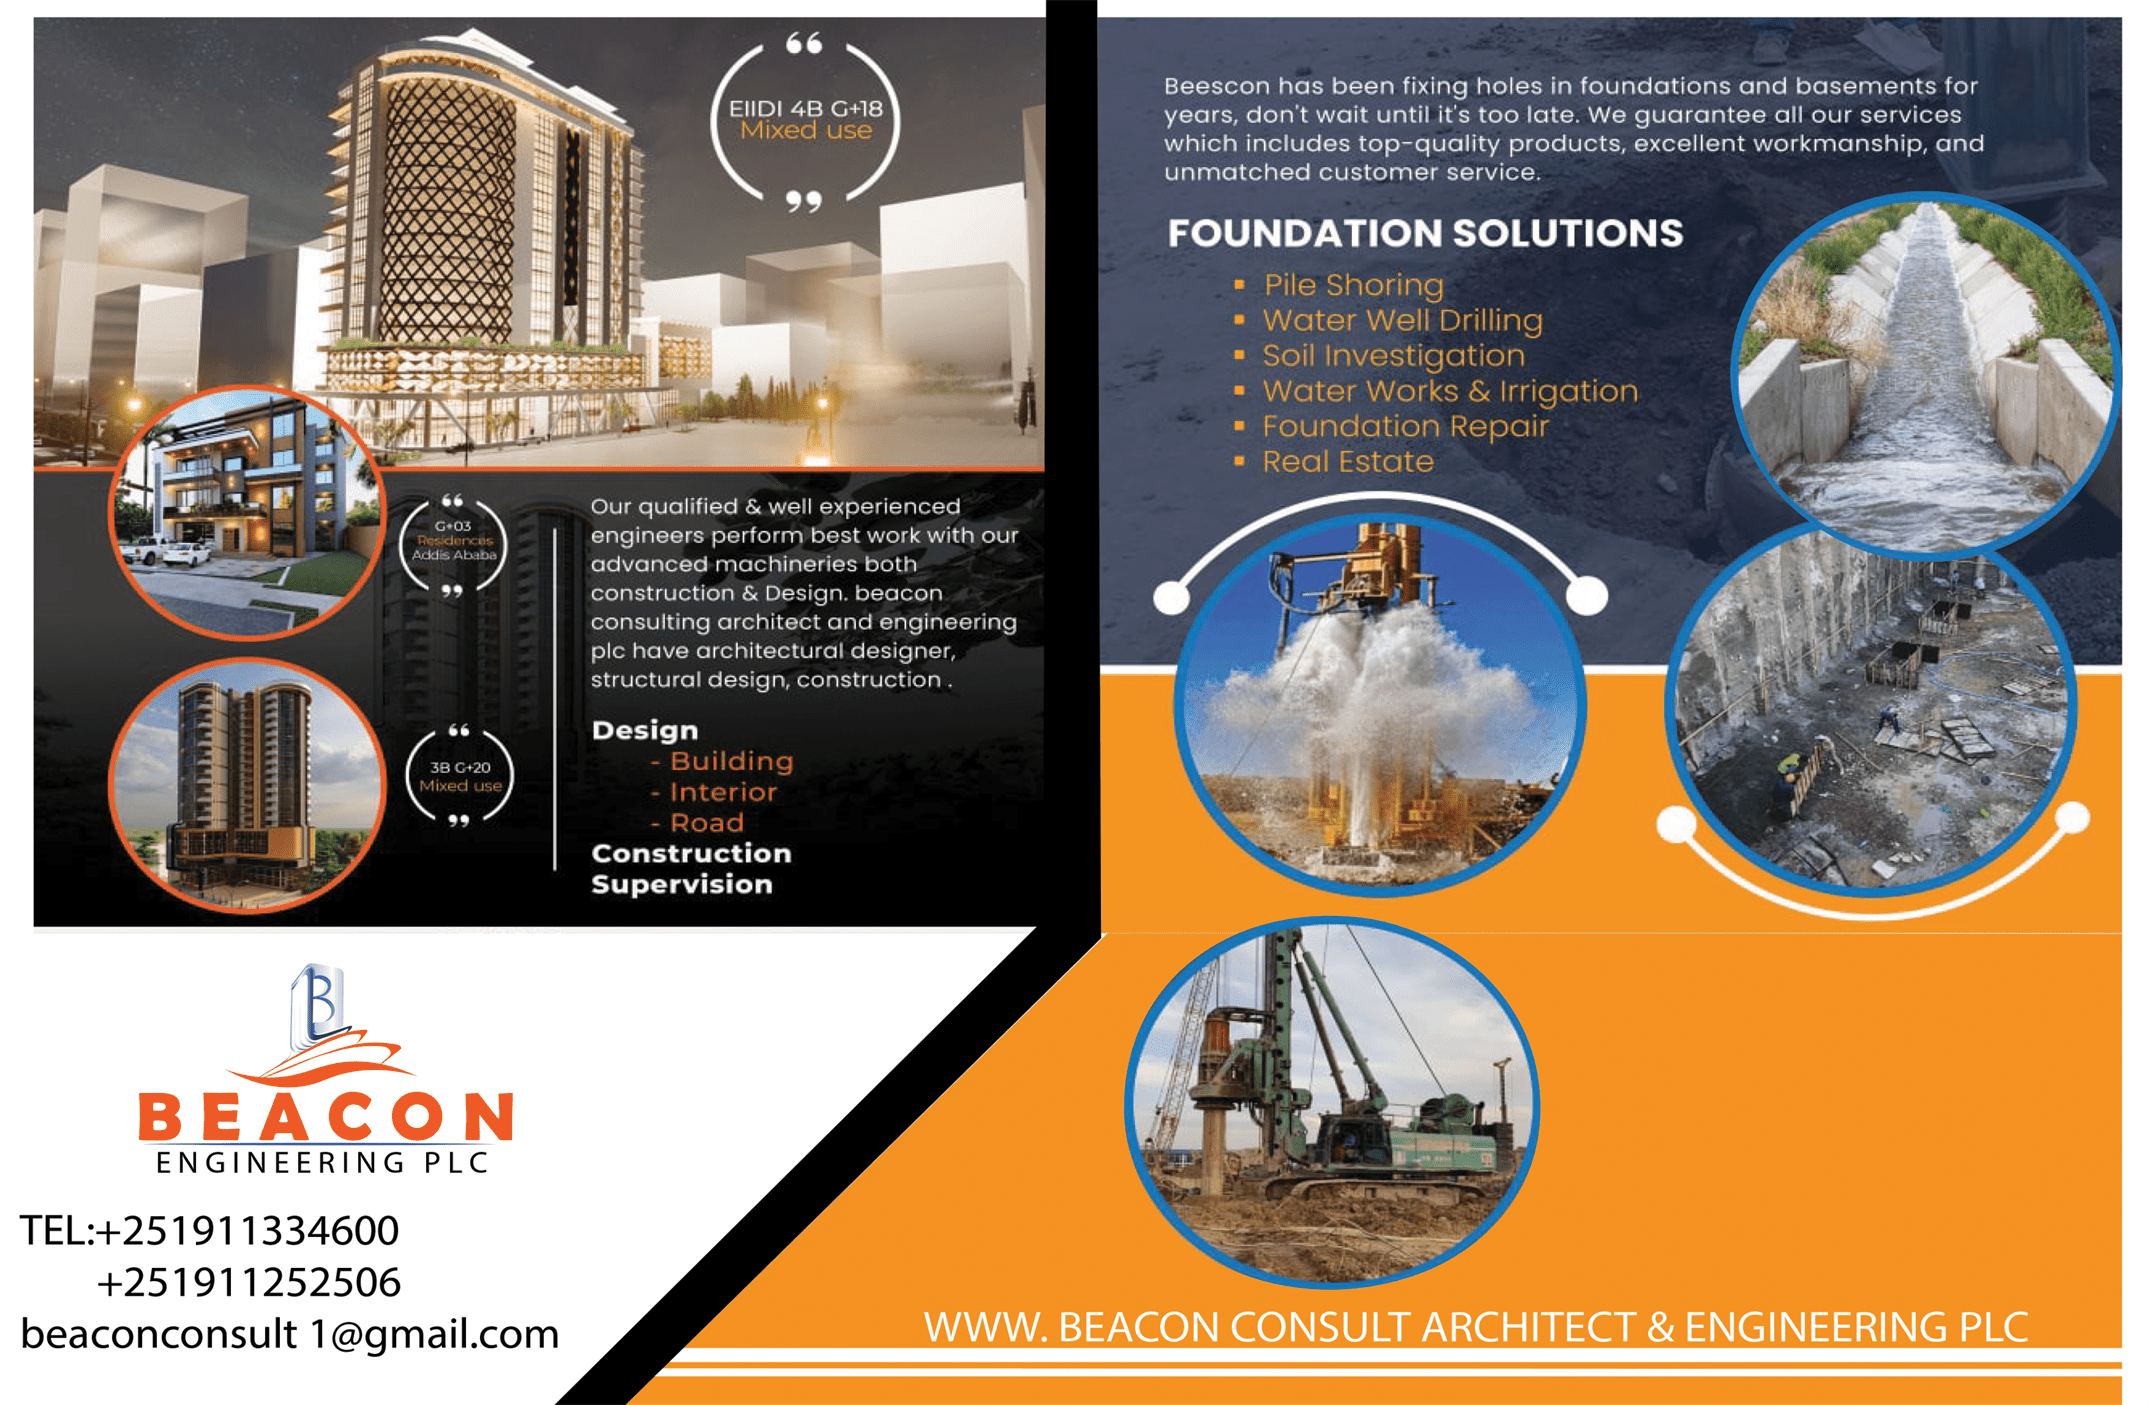 EIIDI 4B G+18
Mixed use
G+03
Residences
Addis Ababa
3B G+20
Mixed use
Our qualified & well experienced
engineers perform best work with our
advanced machineries both
construction & Design. beacon
consulting architect and engineering
plc have architectural designer,
structural design, construction .
Design
- Building
- Interior
- Road
Construction
Supervision
B
BEACON
ENGINEERING PLC
TEL:+251911334600
+251911252506
beaconconsult 1@gmail.com
Beescon has been fixing holes in foundations and basements for
years, don't wait until it's too late. We guarantee all our services
which includes top-quality products, excellent workmanship, and
unmatched customer service.
FOUNDATION SOLUTIONS
▪ Pile Shoring
▪ Water Well Drilling
▪ Soil Investigation
▪ Water Works & Irrigation
▪ Foundation Repair
▪ Real Estate
WWW. BEACON CONSULT ARCHITECT & ENGINEERING PLC